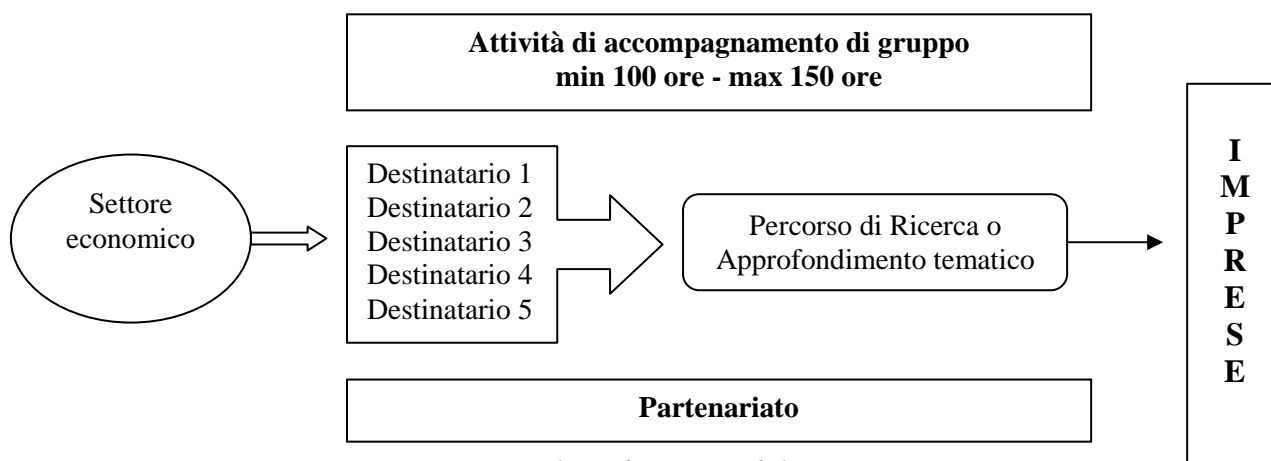 Attività di accompagnamento di gruppo
min 100 ore - max 150 ore
Settore
economico
Destinatario 1
Destinatario 2
Destinatario 3
Destinatario 4
Destinatario 5
Percorso di Ricerca o
Approfondimento tematico
I
M
P
R
E
S
E
Partenariato